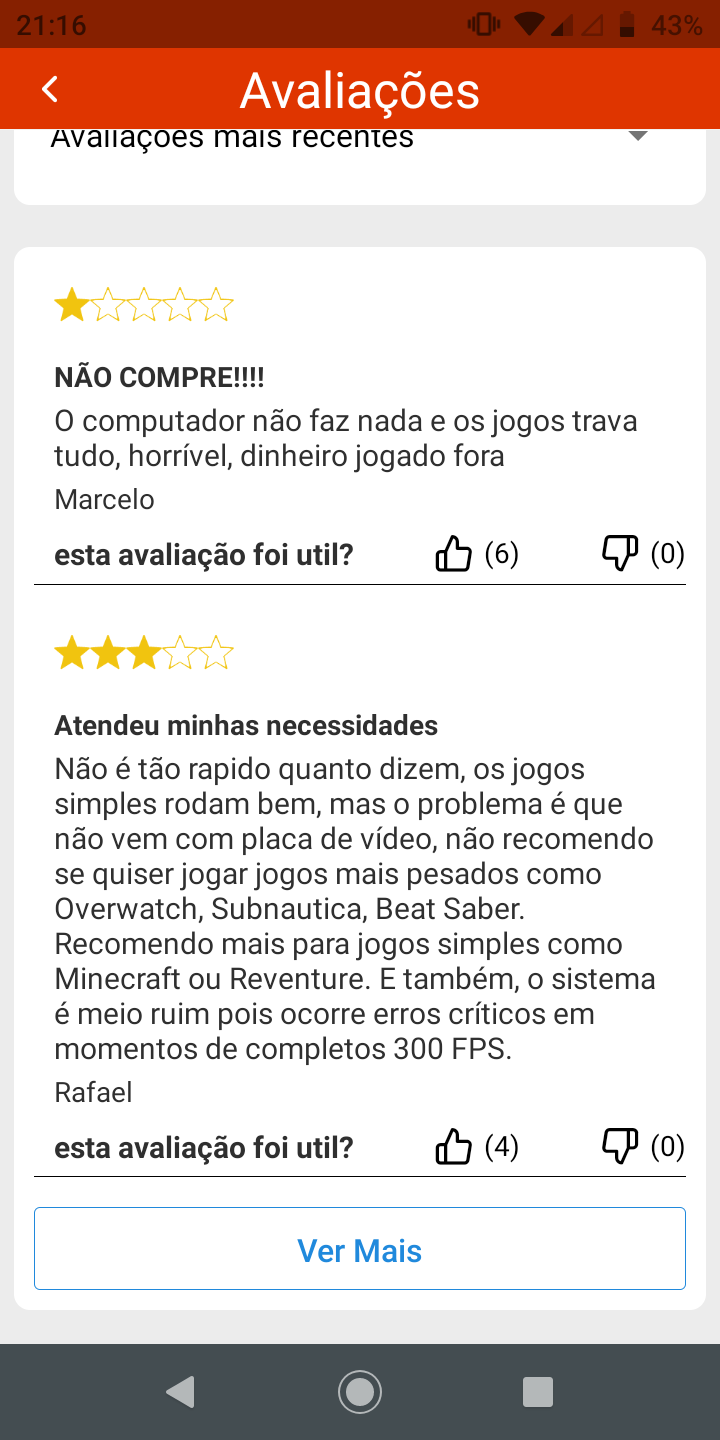 21:16
43%
Avaliações
Avaliações mais recentes
NÃO COMPRE!!!!
O computador não faz nada e os jogos trava
tudo, horrível, dinheiro jogado fora
Marcelo
esta avaliação foi util? (6) (0)
Atendeu minhas necessidades
Não é tão rapido quanto dizem, os jogos
simples rodam bem, mas o problema é que
não vem com placa de vídeo, não recomendo
se quiser jogar jogos mais pesados como
Overwatch, Subnautica, Beat Saber.
Recomendo mais para jogos simples como
Minecraft ou Reventure. E também, o sistema
é meio ruim pois ocorre erros críticos em
momentos de completos 300 FPS.
Rafael
esta avaliação foi util? (4) (0)
Ver Mais